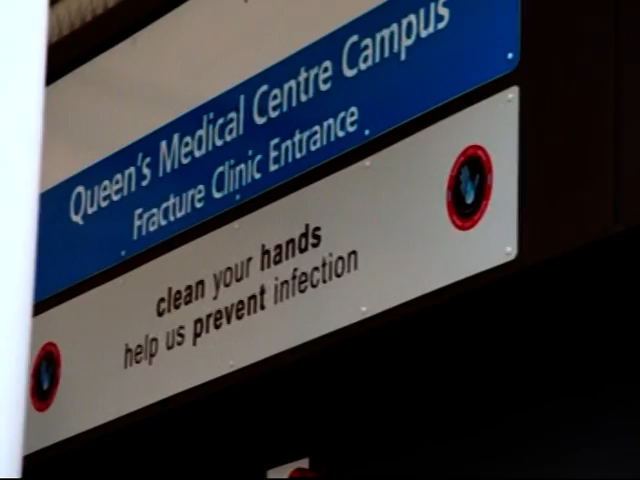 Queen's Medical Centre Campus
Fracture Clinic Entrance
clean your hands
help us prevent infection